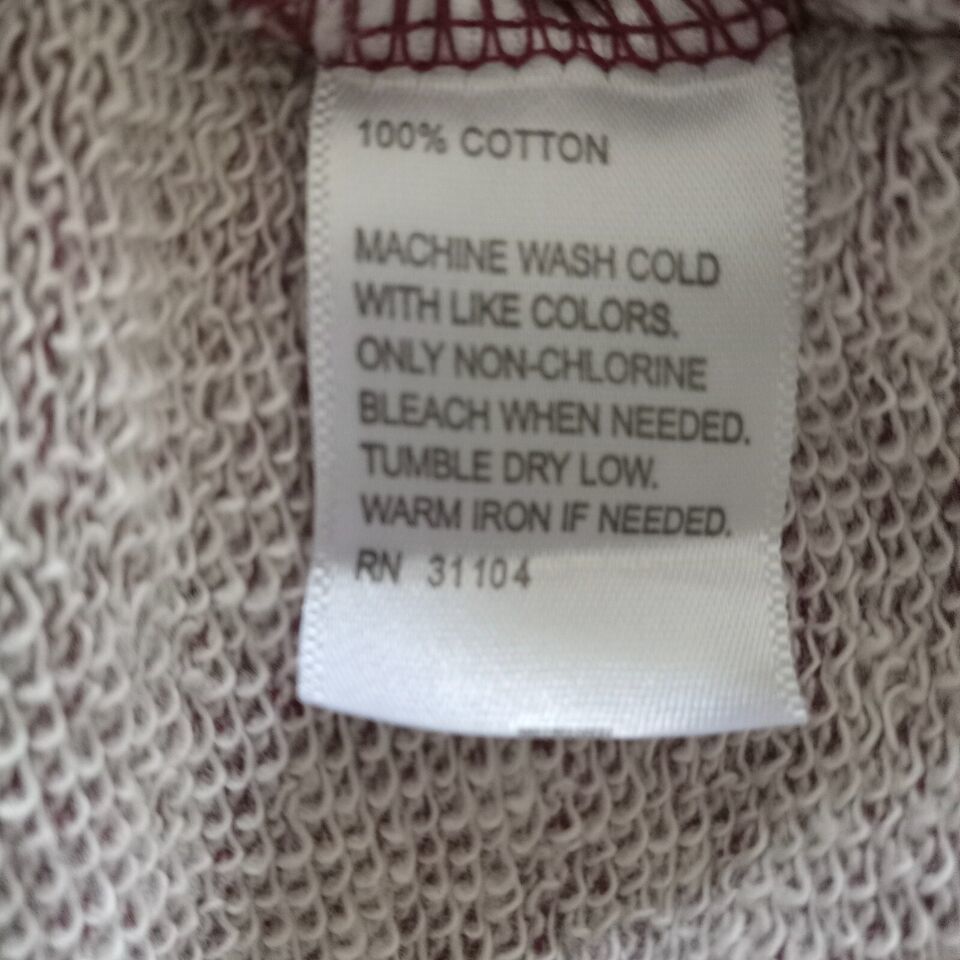 100% COTTON
MACHINE WASH COLD
WITH LIKE COLORS.
ONLY NON-CHLORINE
BLEACH WHEN NEEDED.
TUMBLE DRY LOW.
WARM IRON IF NEEDED.
RN 31104